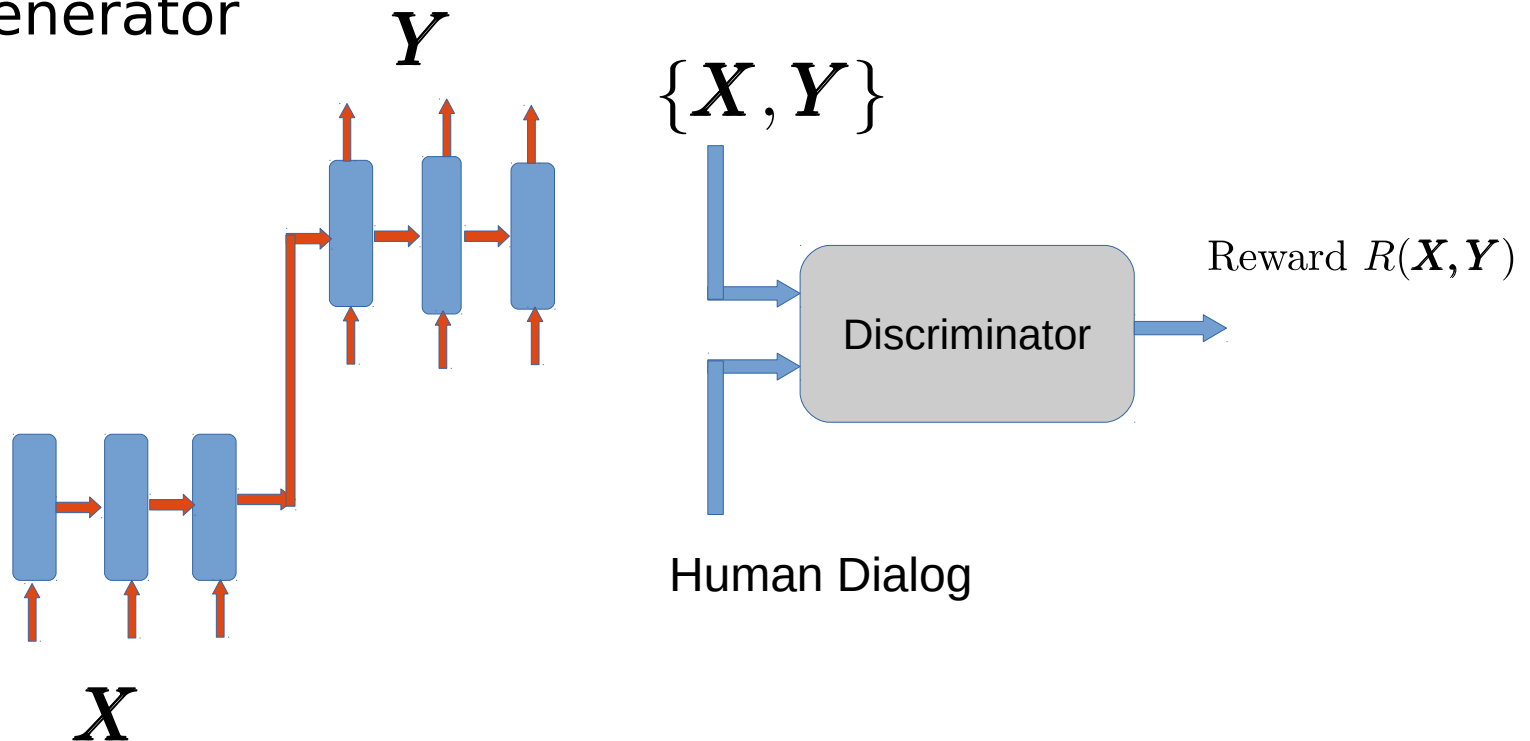 enerator
Y
{X, Y}
Reward R(X, Y)
Discriminator
Human Dialog
X